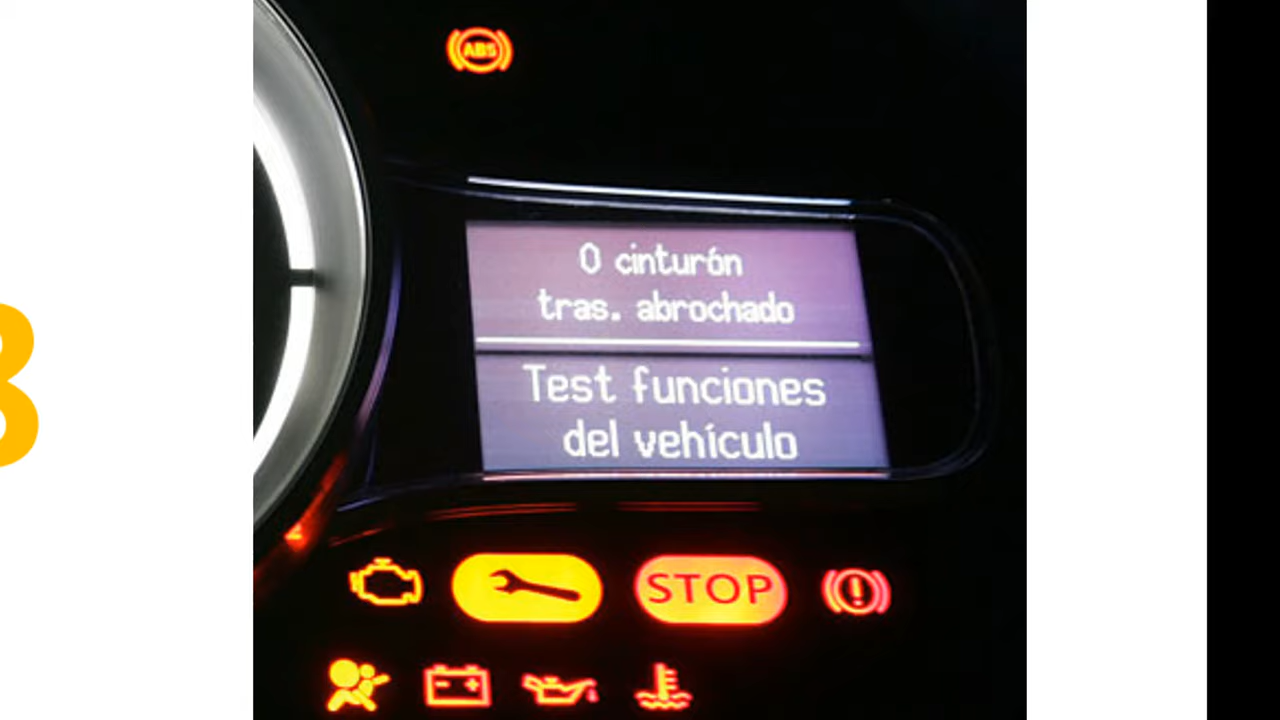 ABS
0 cinturón
tras. abrochado
Test funciones
del vehículo
STOP